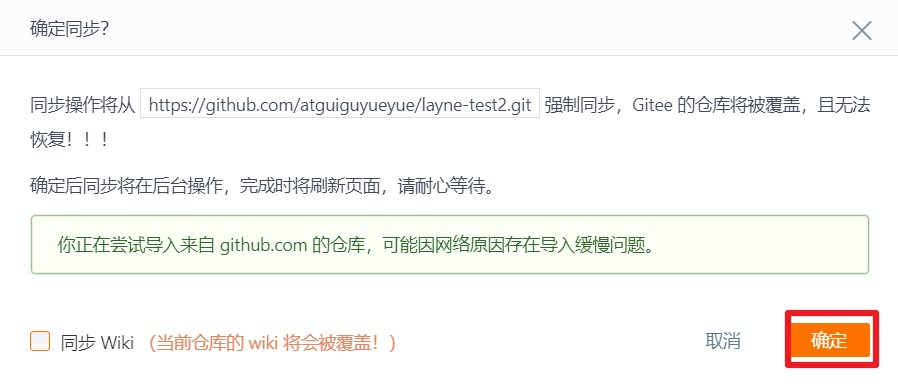 确定同步？
同步操作将从 https://github.com/atguiguyueyue/layne-test2.git 强制同步，Gitee 的仓库将被覆盖，且无法
恢复！！！
确定后同步将在后台操作，完成时将刷新页面，请耐心等待。
你正在尝试导入来自 github.com 的仓库，可能因网络原因存在导入缓慢问题。
同步 Wiki （当前仓库的 wiki 将会被覆盖！） 取消 确定